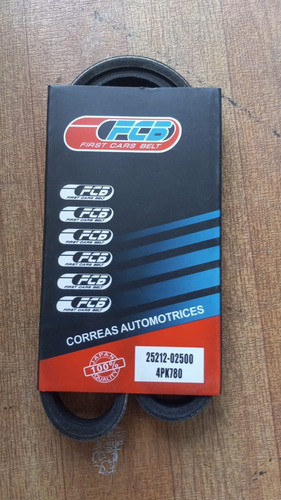 FCB
FIRST CARS BELT
FCB
FIRST CARS BELT
FCB
FIRST CARS BELT
FCB
FIRST CARS BELT
FCB
FIRST CARS BELT
FCB
FIRST CARS BELT
FCB
FIRST CARS BELT
CORREAS AUTOMOTRICES
JAPAN
100%
QUALITY
25212-02500
4PK780